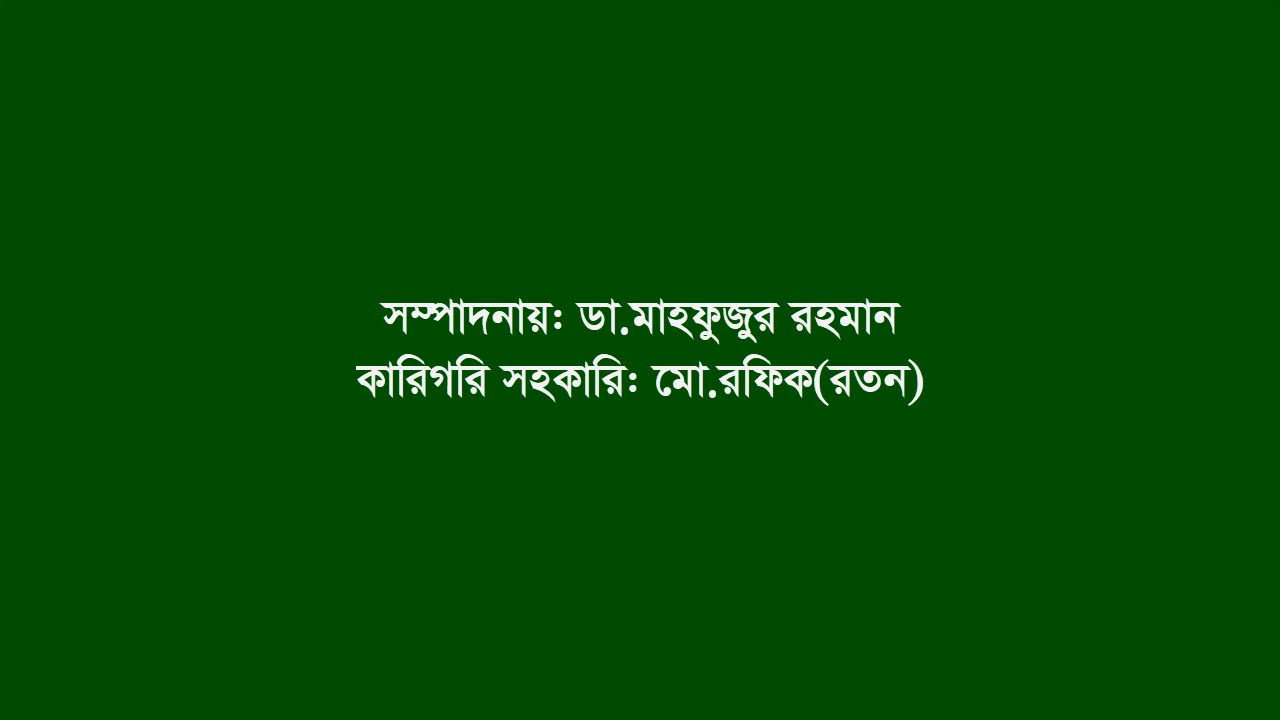 সম্পাদনায়: ডা.মাহফুজুর রহমান
কারিগরি সহকারি: মো.রফিক(রতন)